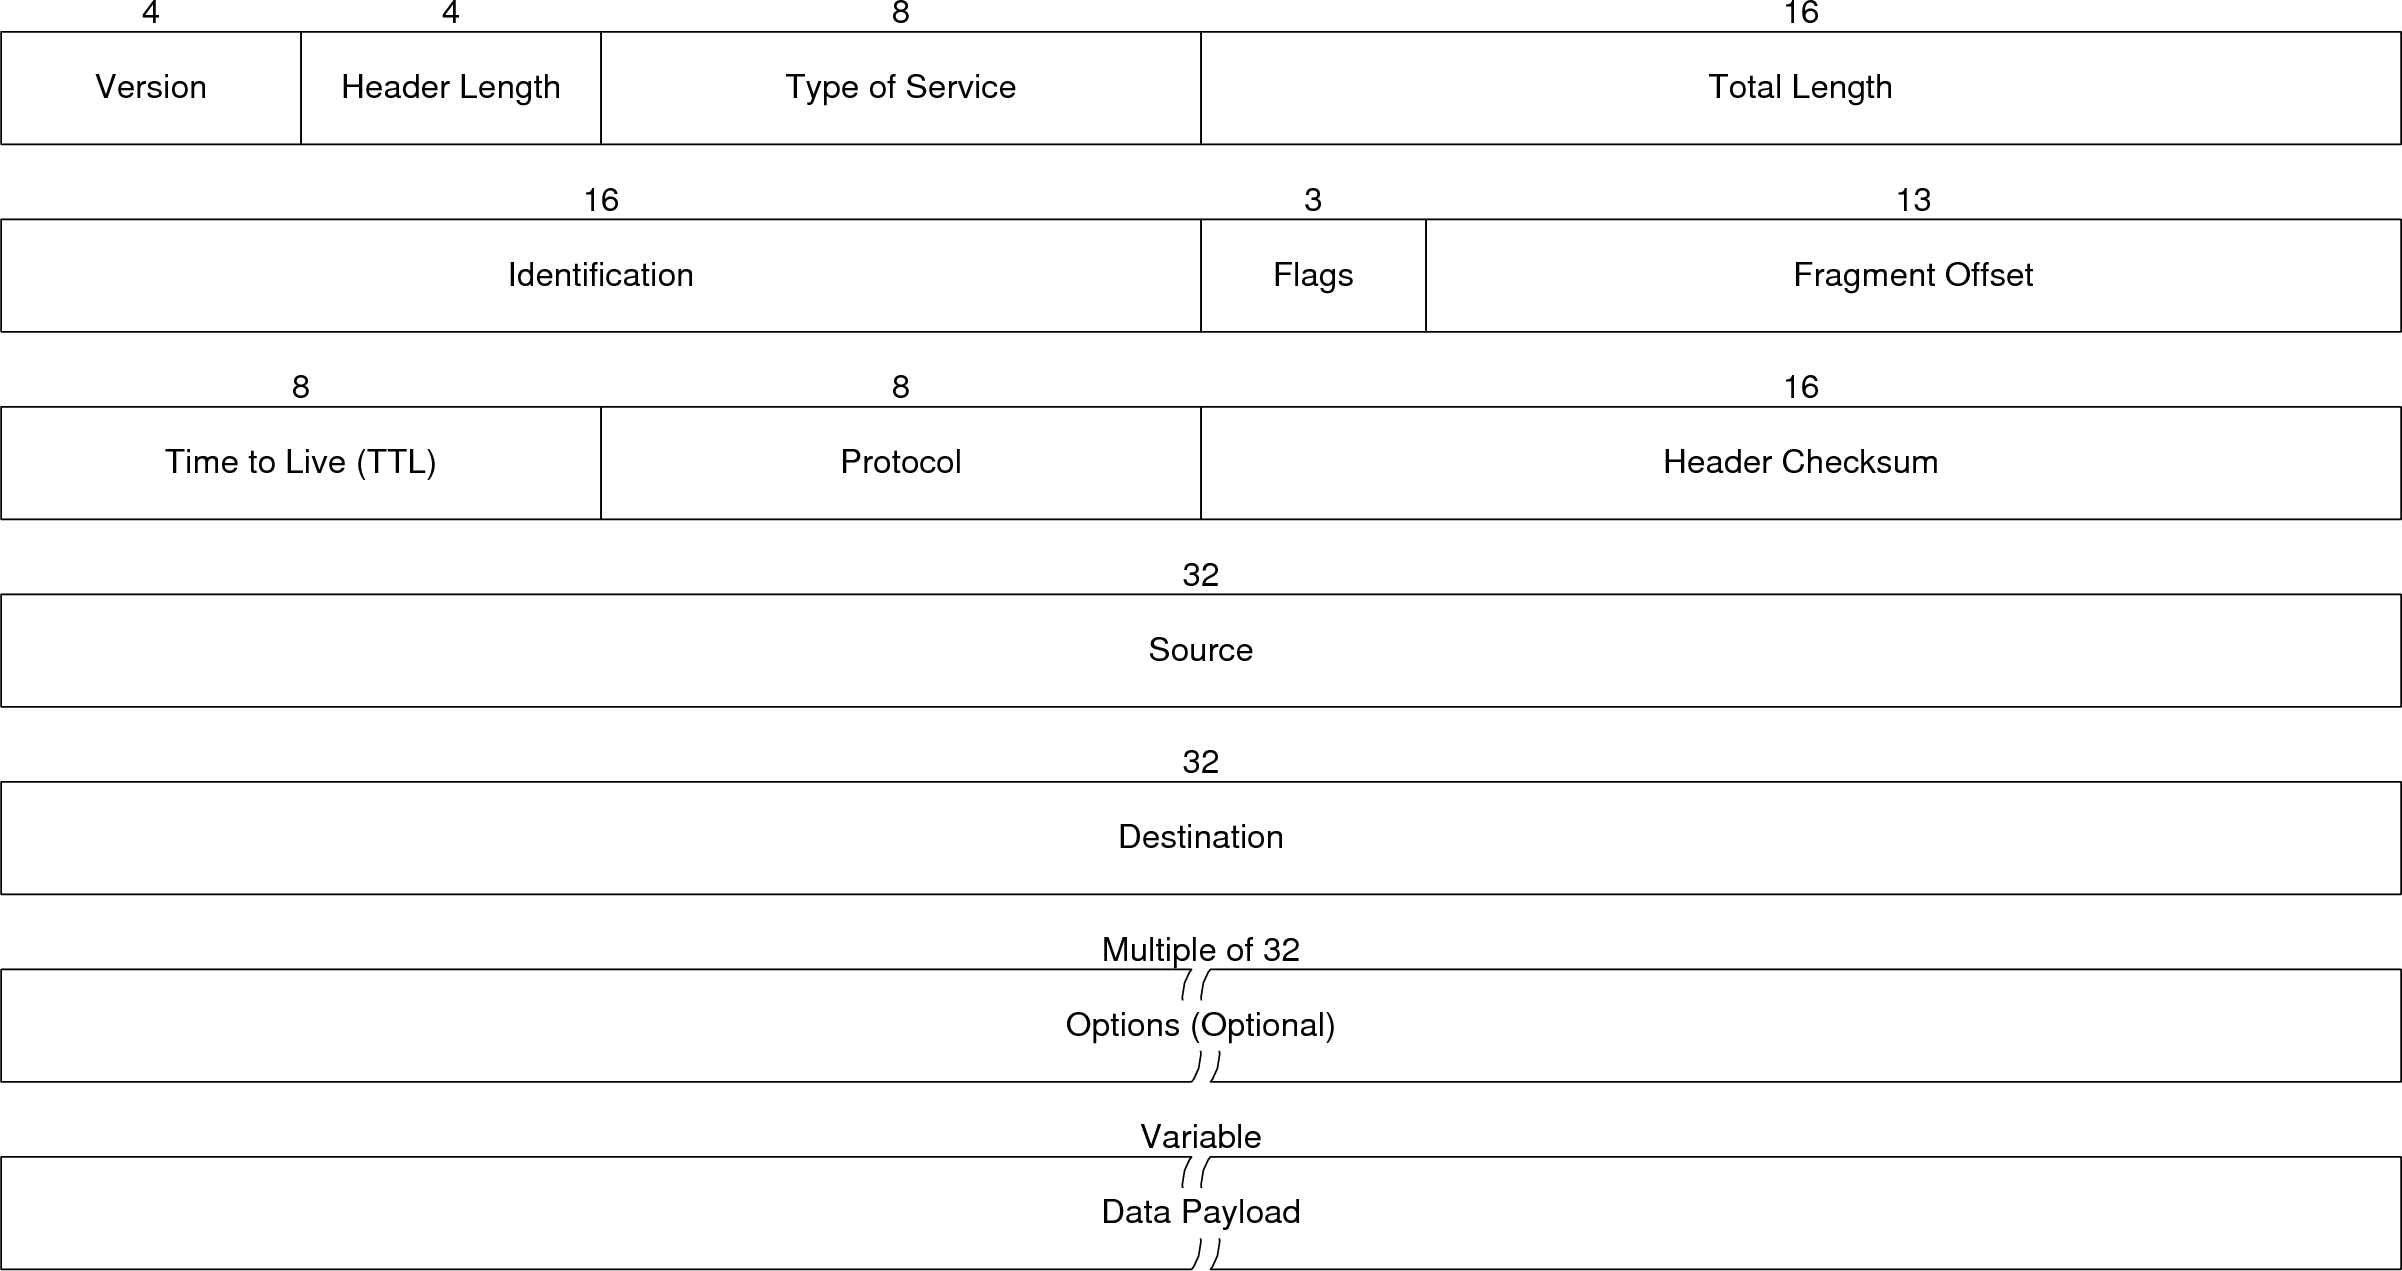 4 4 8 16
Version Header Length Type of Service Total Length
16 3 13
Identification Flags Fragment Offset
8 8 16
Time to Live (TTL) Protocol Header Checksum
32
Source
32
Destination
Multiple of 32
Options (Optional)
Variable
Data Payload